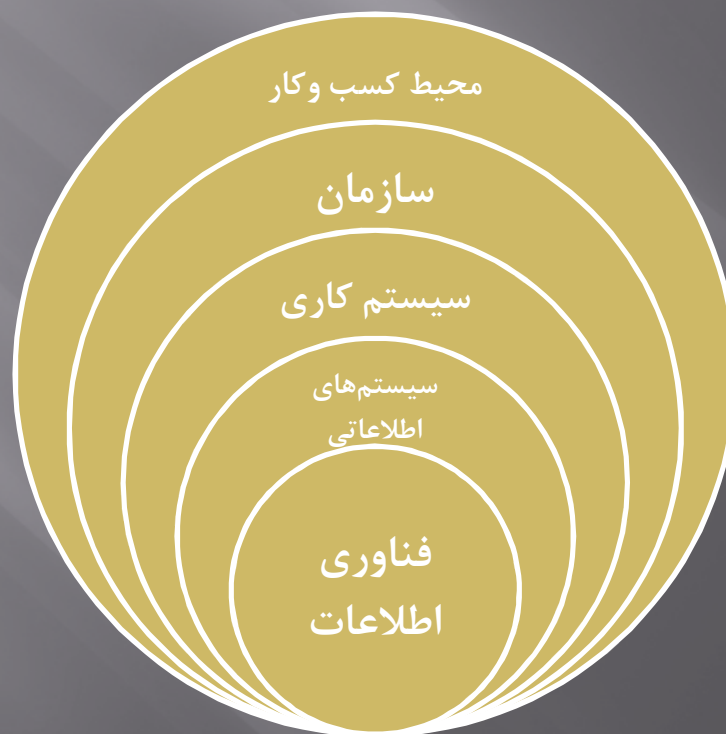 محیط کسب وکار
سازمان
سیستم کاری
سیستم‌های
اطلاعاتی
فناوری
اطلاعات